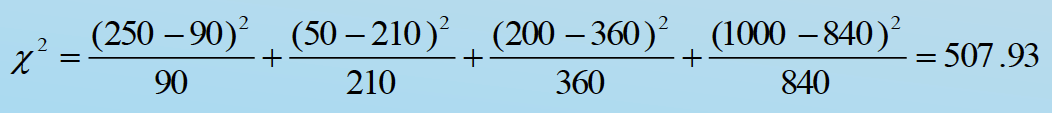 χ² = (250 – 90)²/90 + (50 – 210)²/210 + (200 – 360)²/360 + (1000 – 840)²/840 = 507.93